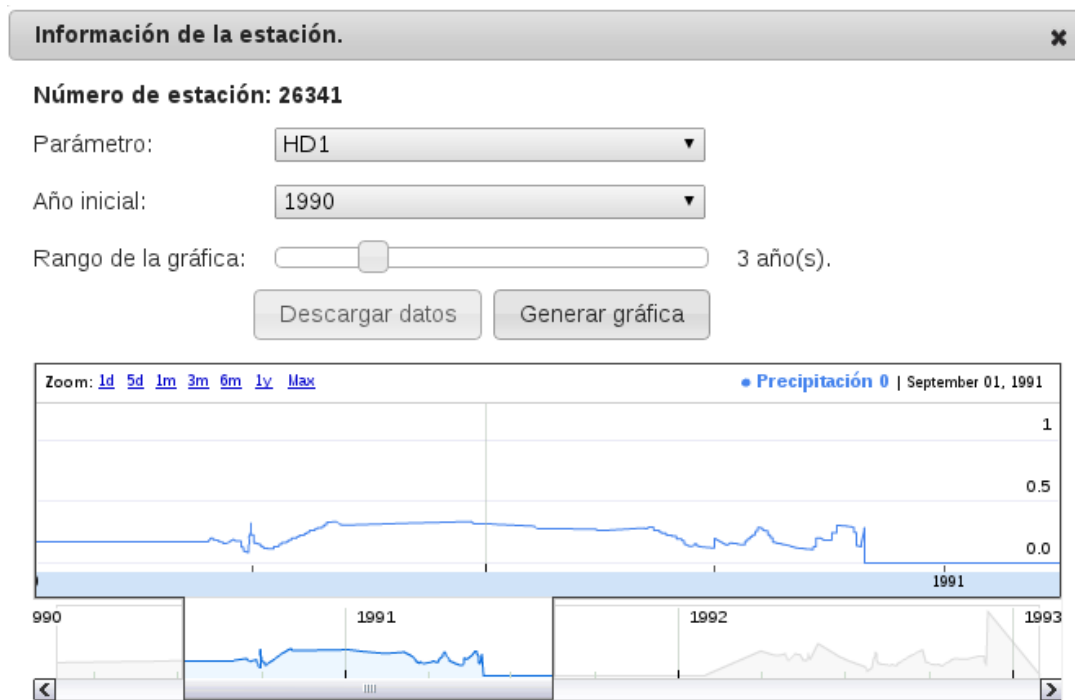 Información de la estación.
Número de estación: 26341
Parámetro: HD1
Año inicial: 1990
Rango de la gráfica: 3 año(s).
Descargar datos Generar gráfica
Zoom: 1d 5d 1m 3m 6m 1y Max Precipitación 0 | September 01, 1991
1
0.5
0.0
1991
990 1991 1992 1993